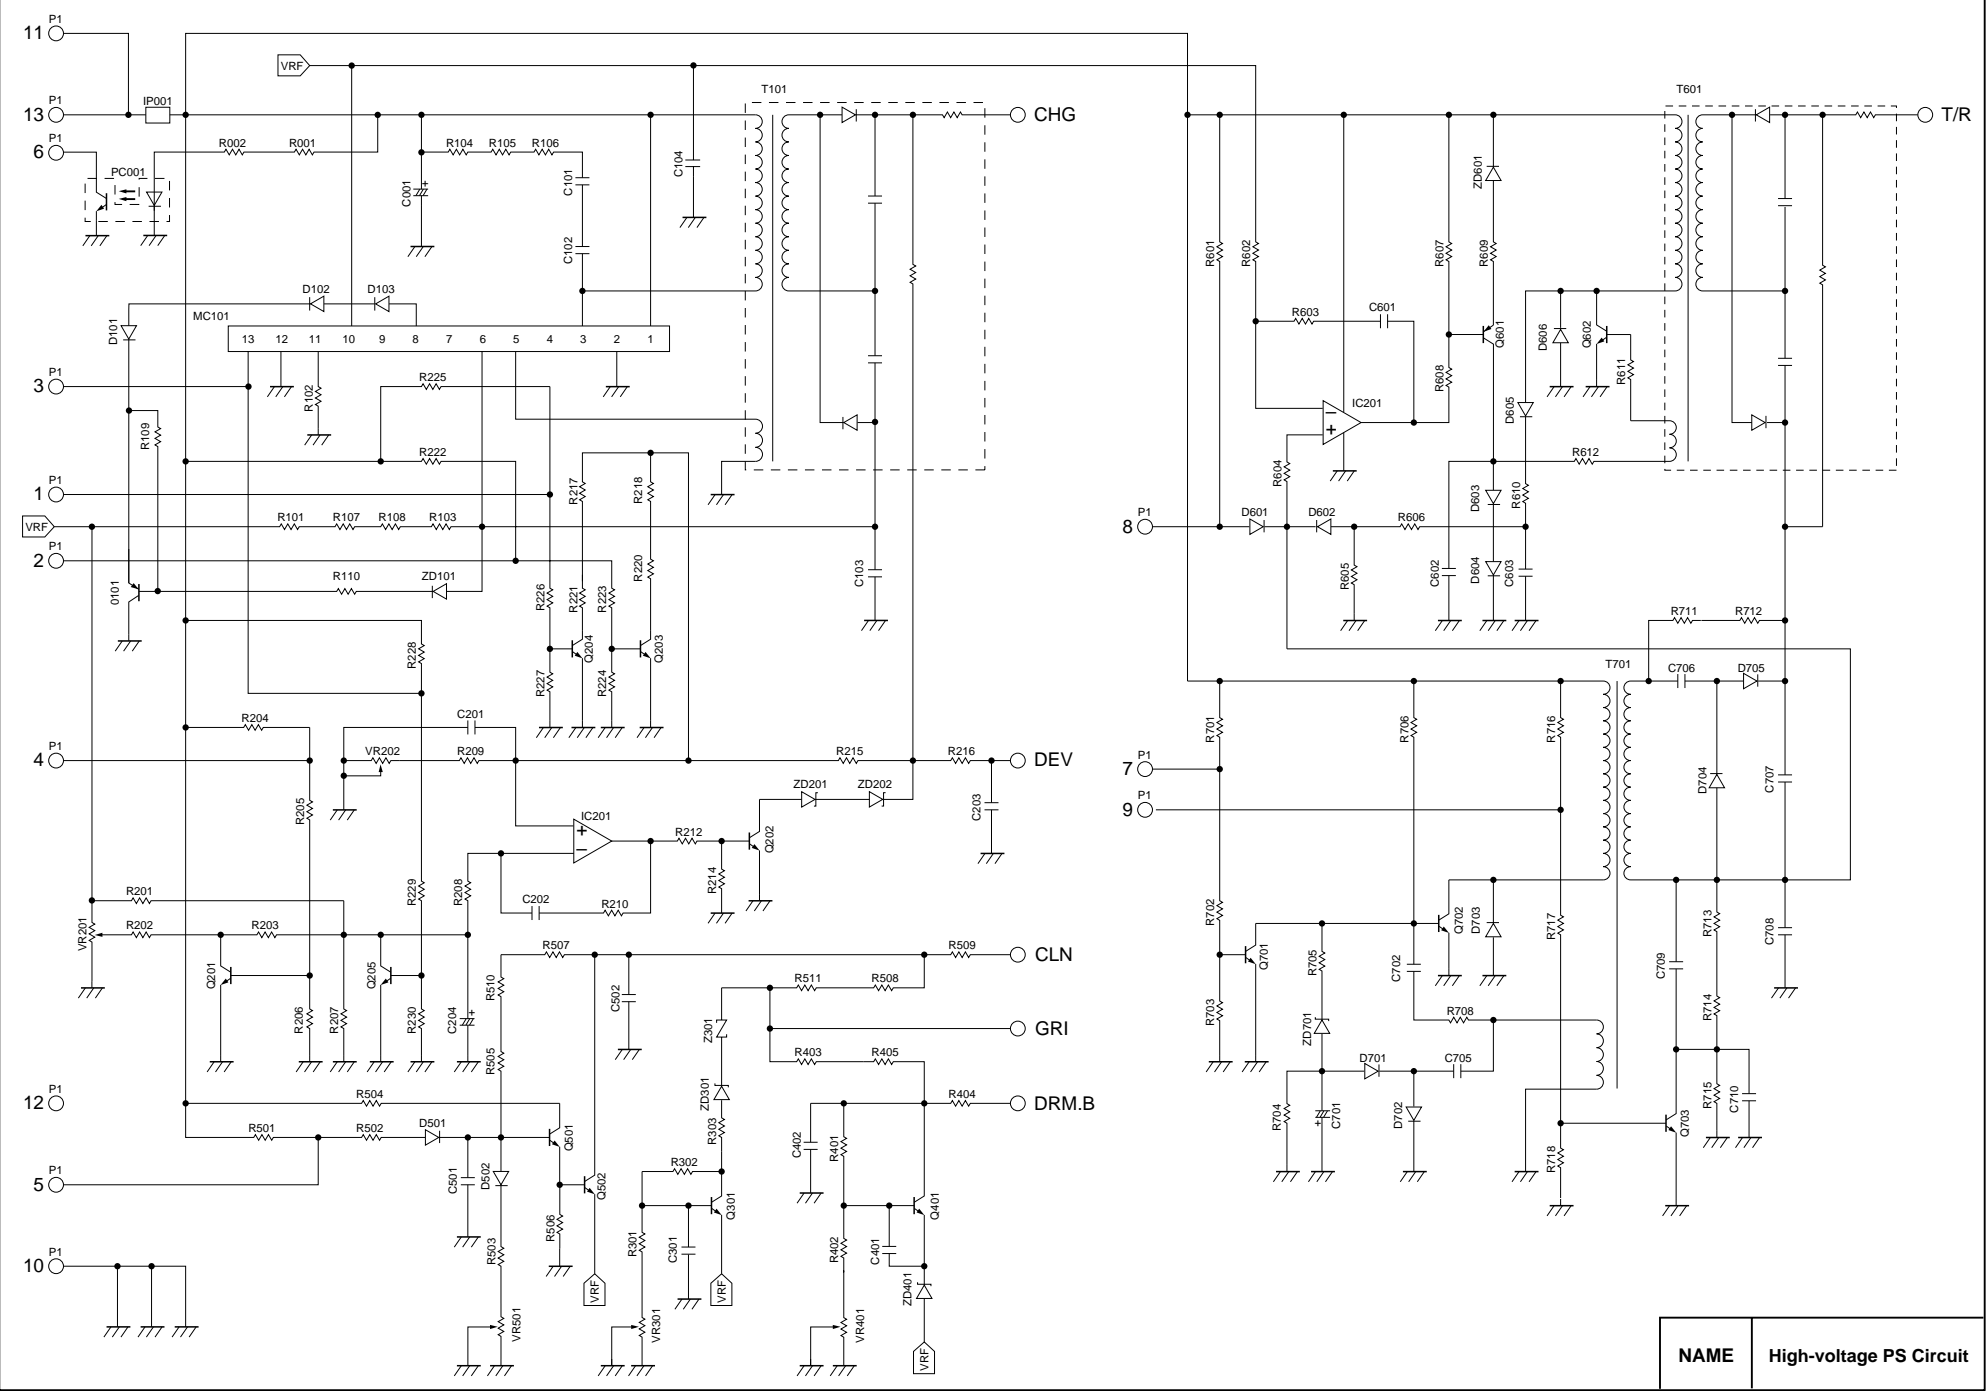 11 P1
VRF
T101
T601
13 P1
IP001
CHG
T/R
6 P1
R002
R001
R104
R105
R106
PC001
C001
C101
C104
ZD601
C102
R601
R602
R607
R609
D102
D103
MC101
D101
13 12 11 10 9 8 7 6 5 4 3 2 1
R603
C601
Q601
D606
Q602
R611
3 P1
R102
R225
R608
IC201
D605
R109
R222
R604
R612
1 P1
R217
R218
D603
R610
VRF
R101
R107
R108
R103
8 P1
D601
D602
R606
2 P1
C103
R605
C602
D604
C603
0101
R110
ZD101
R226
R221
R223
R220
R711
R712
R228
R227
Q204
R224
Q203
T701
C706
D705
R204
C201
R701
R706
R716
4 P1
VR202
R209
R215
R216
DEV
7 P1
D704
C707
R205
ZD201
ZD202
C203
9 P1
IC201
R212
Q202
R214
R201
R229
R208
C202
R210
VR201
R202
R203
R702
Q702
D703
R717
R713
C708
Q201
Q205
R507
R509
CLN
Q701
R705
C702
C709
R510
C502
R511
R508
R206
R207
R230
C204
Z301
GRI
R703
ZD701
R708
R714
R505
R403
R405
D701
C705
12 P1
R504
ZD301
R404
DRM.B
R704
C701
D702
R715
C710
R501
R502
D501
Q501
R303
C402
R401
Q703
5 P1
C501
D502
Q502
R302
Q301
Q401
R718
R506
R301
C301
R402
C401
10 P1
R503
VRF
VRF
ZD401
VR501
VR301
VR401
VRF
NAME
High-voltage PS Circuit